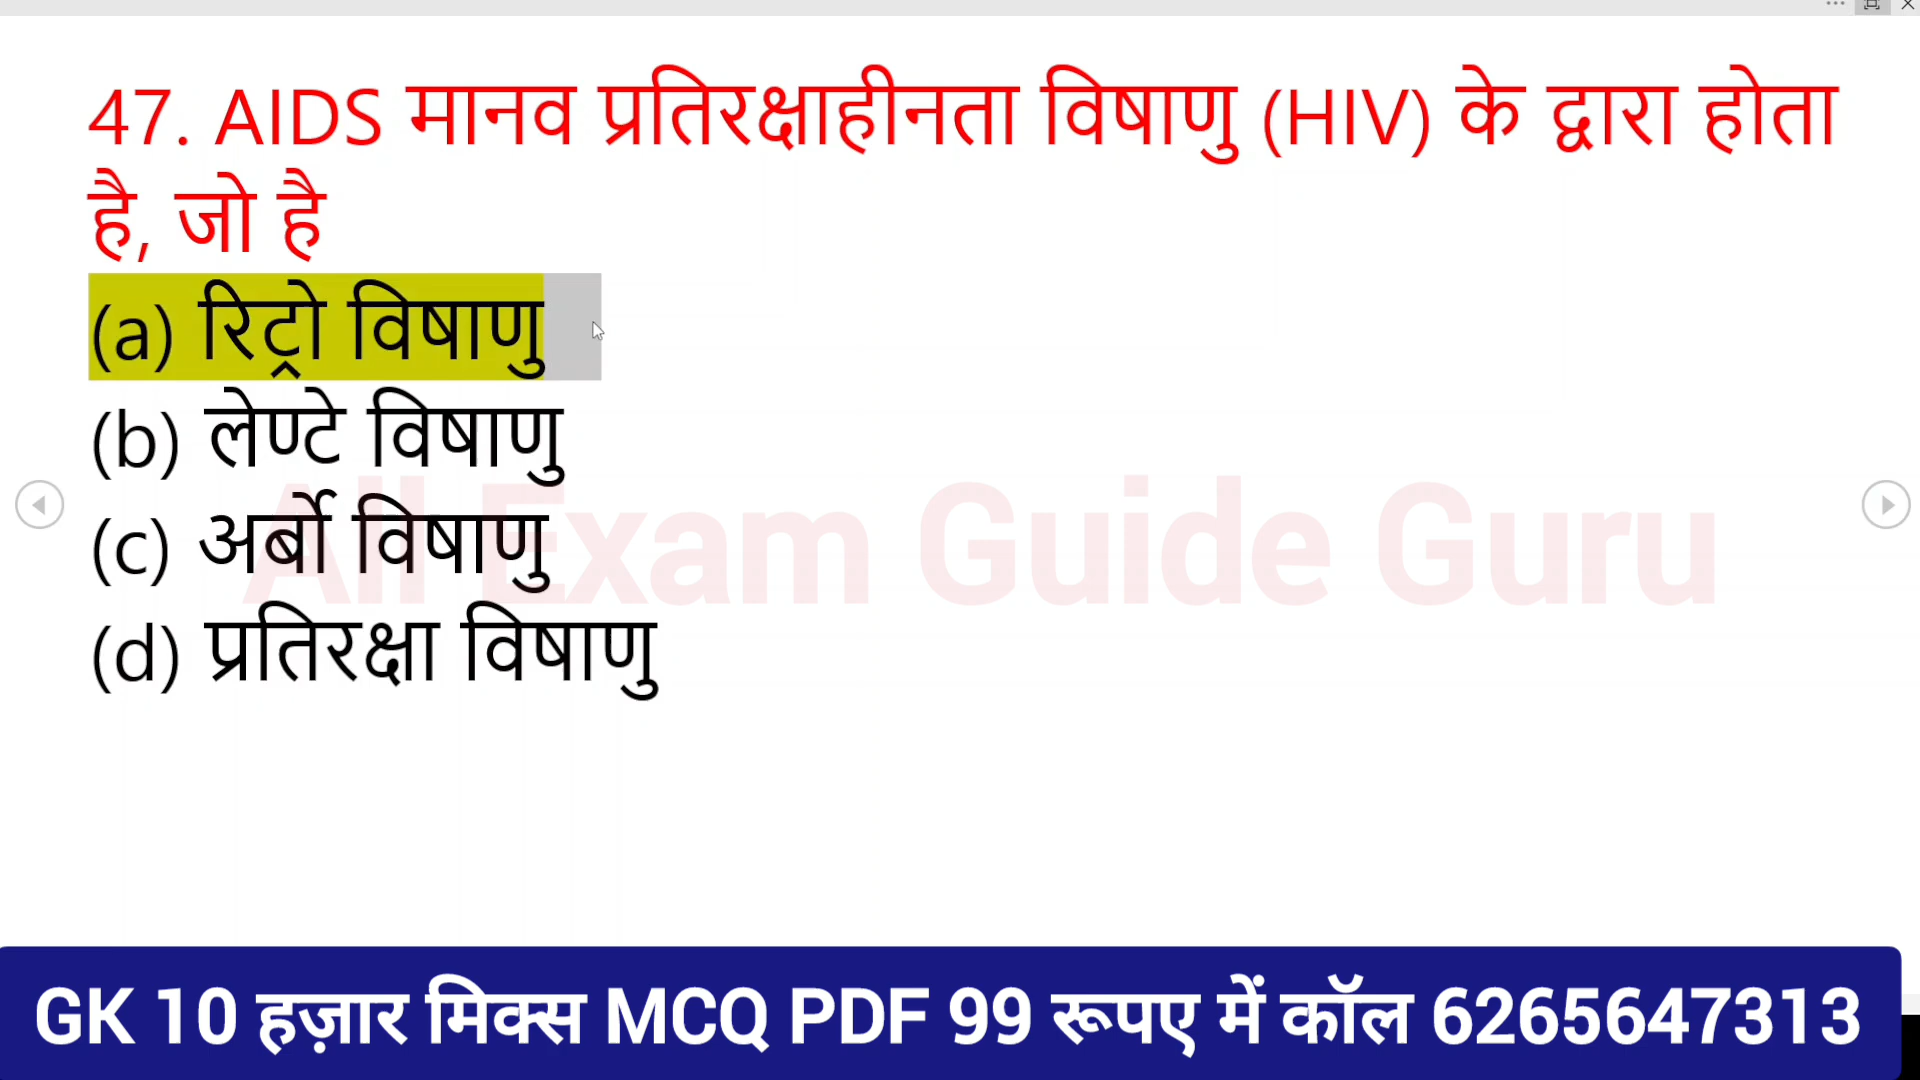 47. AIDS मानव प्रतिरक्षाहीनता विषाणु (HIV) के द्वारा होता
है, जो है
(a) रिट्रो विषाणु
(b) लेण्टे विषाणु
(c) अर्बो विषाणु
(d) प्रतिरक्षा विषाणु
All Exam Guide Guru
GK 10 हज़ार मिक्स MCQ PDF 99 रूपए में कॉल 6265647313